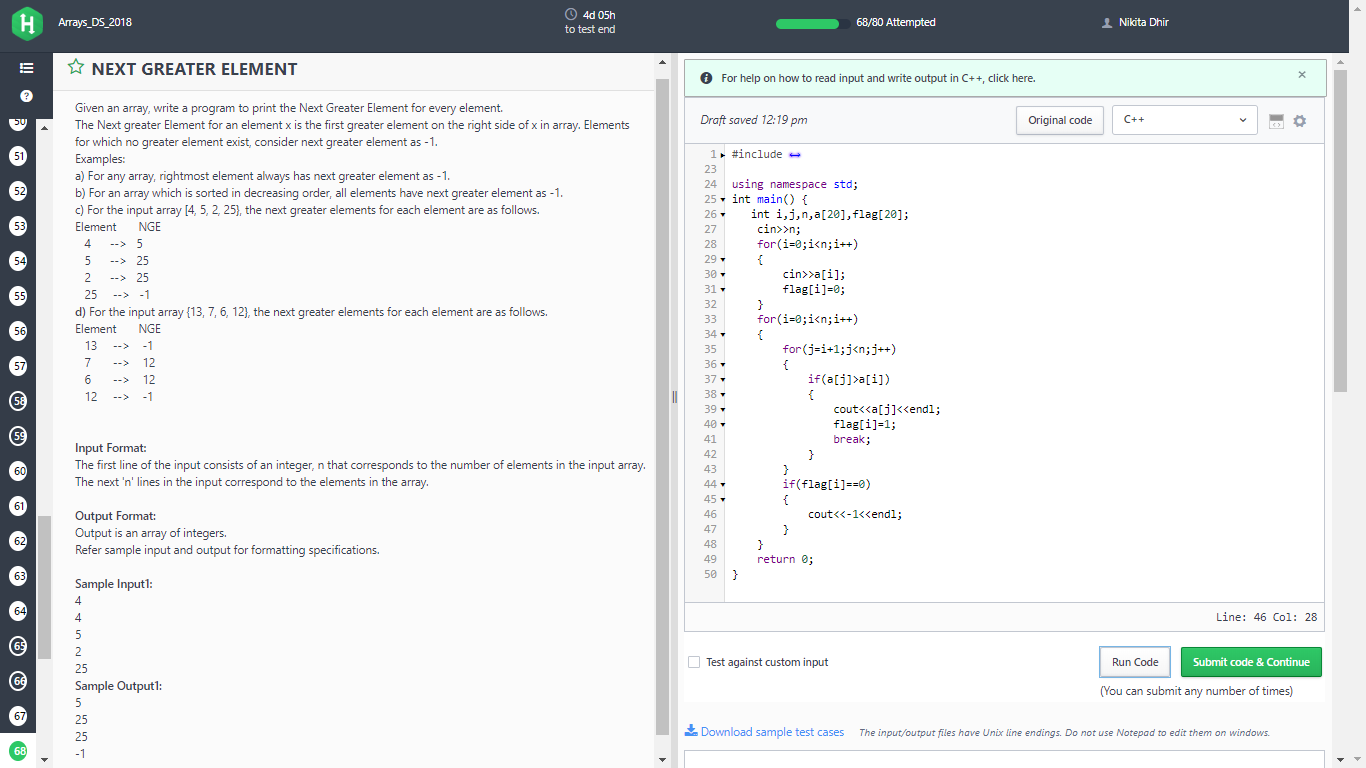 Arrays_DS_2018
4d 05h
to test end
68/80 Attempted
Nikita Dhir
50
51
52
53
54
55
56
57
58
59
60
61
62
63
64
65
66
67
68
NEXT GREATER ELEMENT
Given an array, write a program to print the Next Greater Element for every element.
The Next greater Element for an element x is the first greater element on the right side of x in array. Elements
for which no greater element exist, consider next greater element as -1.
Examples:
a) For any array, rightmost element always has next greater element as -1.
b) For an array which is sorted in decreasing order, all elements have next greater element as -1.
c) For the input array [4, 5, 2, 25}, the next greater elements for each element are as follows.
Element NGE
4 --> 5
5 --> 25
2 --> 25
25 --> -1
d) For the input array {13, 7, 6, 12}, the next greater elements for each element are as follows.
Element NGE
13 --> -1
7 --> 12
6 --> 12
12 --> -1
Input Format:
The first line of the input consists of an integer, n that corresponds to the number of elements in the input array.
The next 'n' lines in the input correspond to the elements in the array.
Output Format:
Output is an array of integers.
Refer sample input and output for formatting specifications.
Sample Input1:
4
4
5
2
25
Sample Output1:
5
25
25
-1
For help on how to read input and write output in C++, click here.
Draft saved 12:19 pm
Original code
C++
1 #include
23
24 using namespace std;
25 int main() {
26 int i,j,n,a[20],flag[20];
27 cin>>n;
28 for(i=0;i<n;i++)
29 {
30 cin>>a[i];
31 flag[i]=0;
32 }
33 for(i=0;i<n;i++)
34 {
35 for(j=i+1;j<n;j++)
36 {
37 if(a[j]>a[i])
38 {
39 cout<<a[j]<<endl;
40 flag[i]=1;
41 break;
42 }
43 }
44 if(flag[i]==0)
45 {
46 cout<<-1<<endl;
47 }
48 }
49 return 0;
50 }
Line: 46 Col: 28
Test against custom input
Run Code
Submit code & Continue
(You can submit any number of times)
Download sample test cases
The input/output files have Unix line endings. Do not use Notepad to edit them on windows.